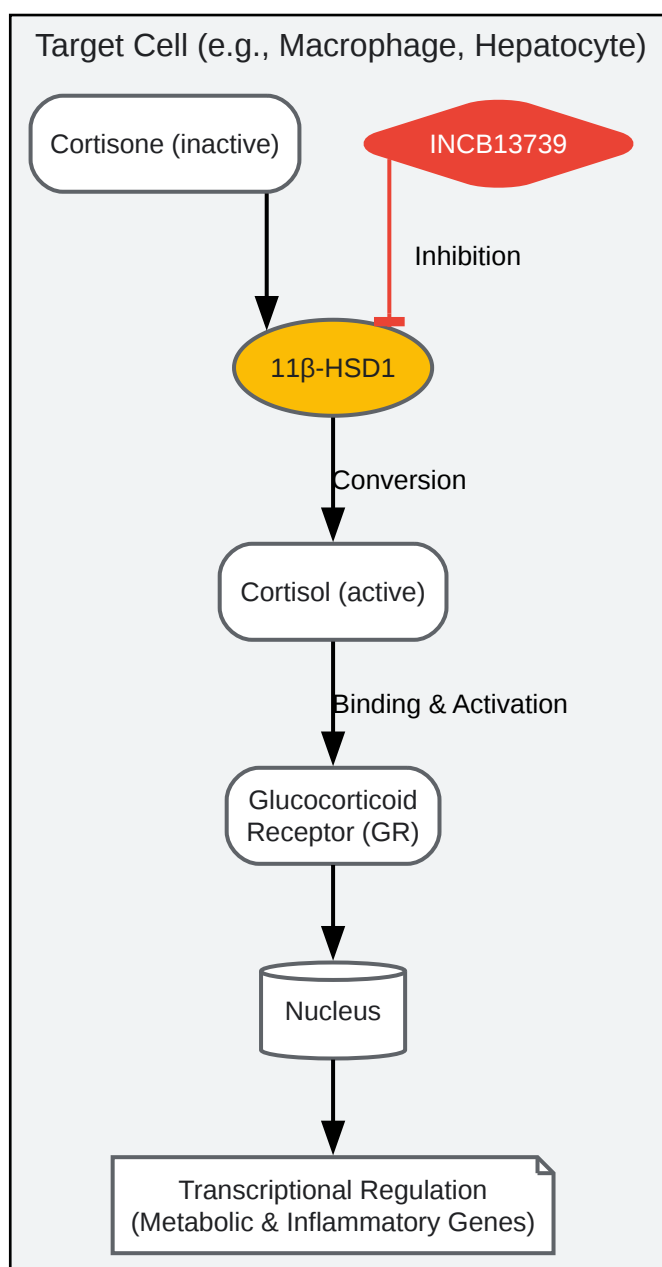 Target Cell (e.g., Macrophage, Hepatocyte)
Cortisone (inactive)
INCB13739
Inhibition
11β-HSD1
Conversion
Cortisol (active)
Binding & Activation
Glucocorticoid
Receptor (GR)
Nucleus
Transcriptional Regulation
(Metabolic & Inflammatory Genes)